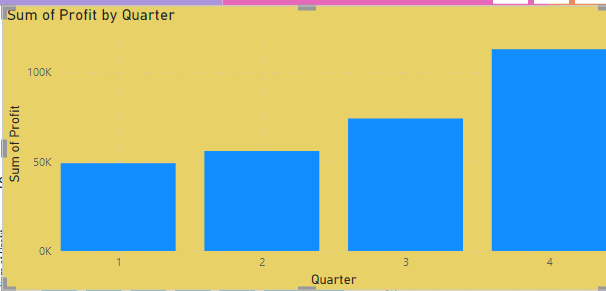 Sum of Profit by Quarter
100K
50K
0K
Sum of Profit
1 2 3 4
Quarter